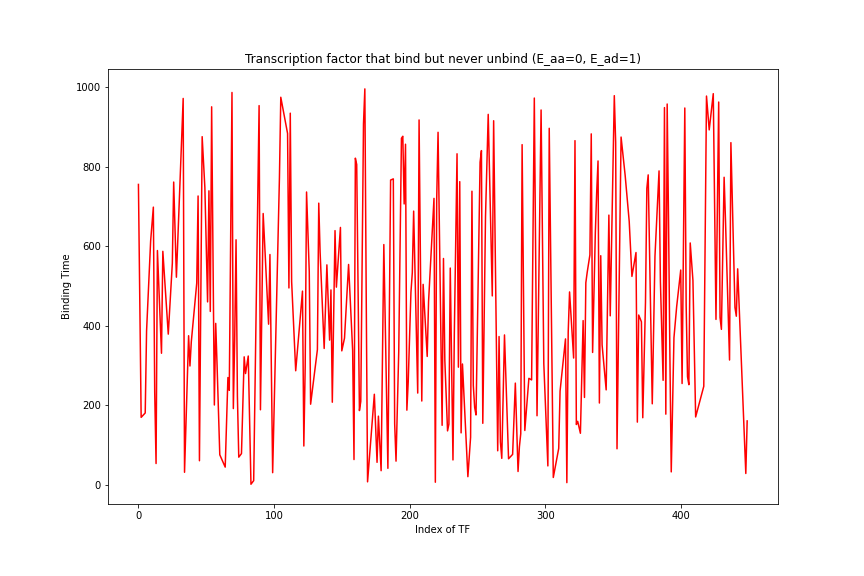 Transcription factor that bind but never unbind (E_aa=0, E_ad=1)
Binding Time
1000
800
600
400
200
0
0 100 200 300 400
Index of TF